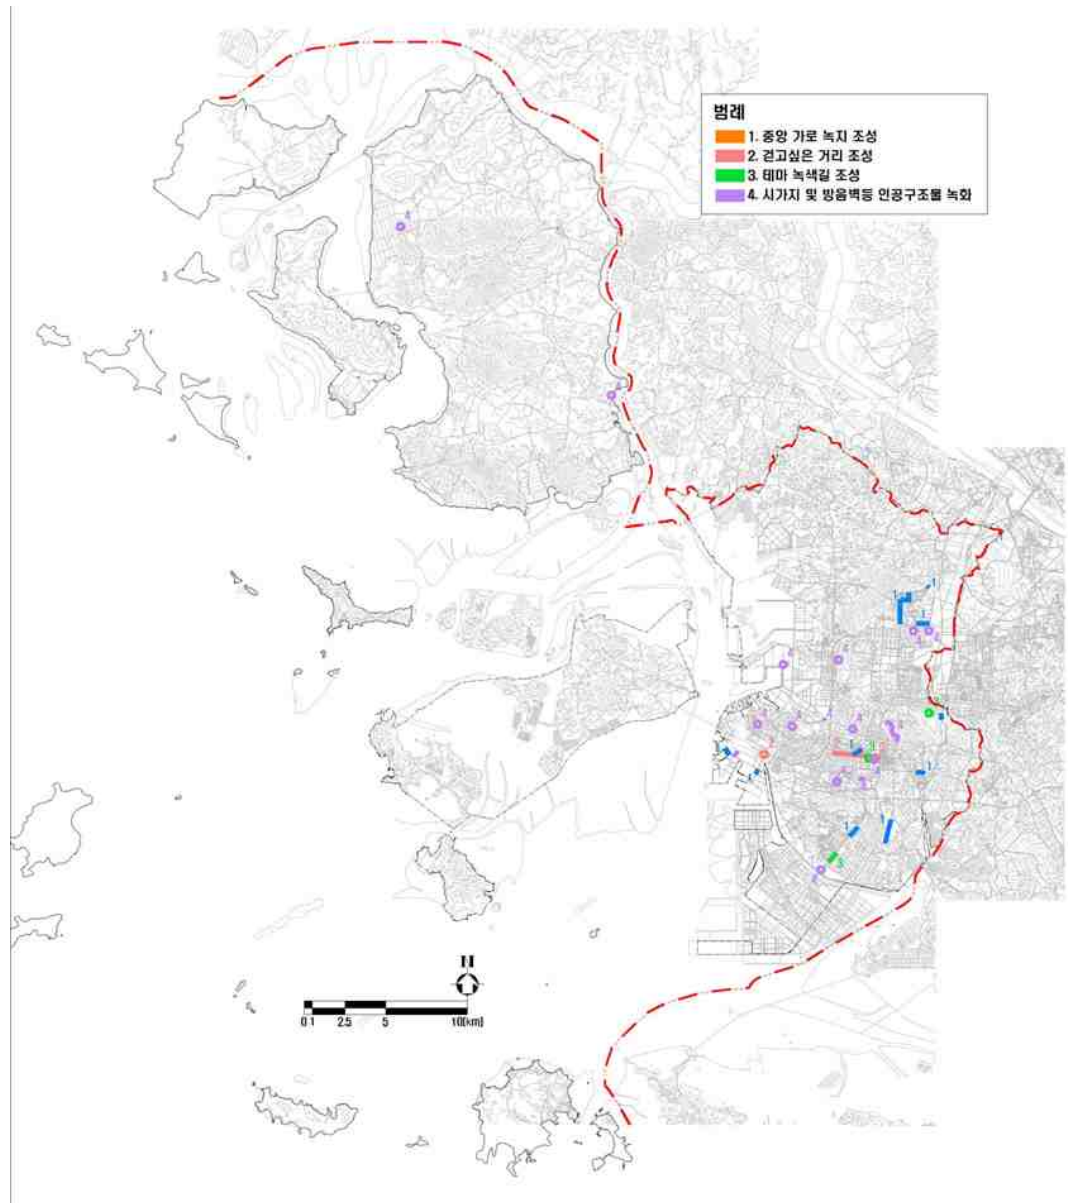 범례
1. 중앙 가로 녹지 조성
2. 걷고싶은 거리 조성
3. 테마 녹색길 조성
4. 시가지 및 방음벽등 인공구조물 녹화
N
0 1 2.5 5 10(km)